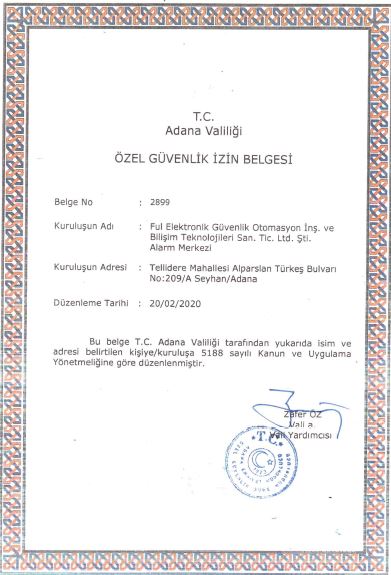 T.C.
Adana Valiliği
ÖZEL GÜVENLİK İZİN BELGESİ
Belge No : 2899
Kuruluşun Adı : Ful Elektronik Güvenlik Otomasyon İnş. ve
Bilişim Teknolojileri San. Tic. Ltd. Şti.
Alarm Merkezi
Kuruluşun Adresi : Tellidere Mahallesi Alparslan Türkeş Bulvarı
No:209/A Seyhan/Adana
Düzenleme Tarihi : 20/02/2020
Bu belge T.C. Adana Valiliği tarafından yukarıda isim ve
adresi belirtilen kişiye/kuruluşa 5188 sayılı Kanun ve Uygulama
Yönetmeliğine göre düzenlenmiştir.
Zafer ÖZ
Vali a.
Vali Yardımcısı
T.C.